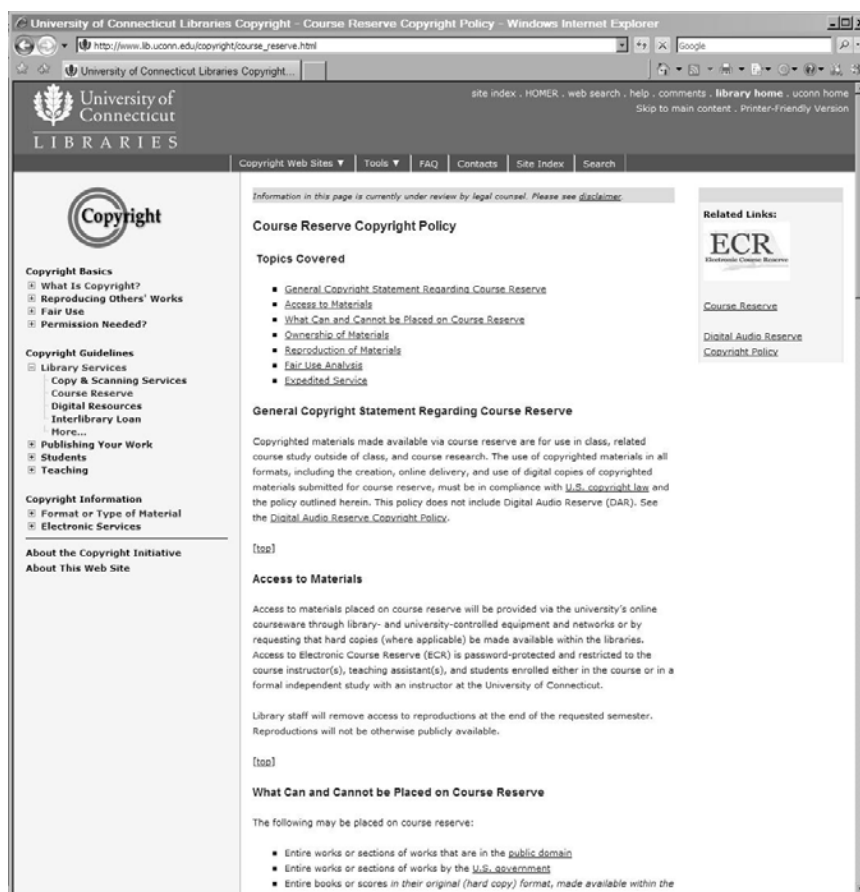 University of Connecticut Libraries Copyright - Course Reserve Copyright Policy - Windows Internet Explorer
http://www.lib.uconn.edu/copyright/course_reserve.html
Google
University of Connecticut Libraries Copyright...
University of
Connecticut
LIBRARIES
site index . HOMER . web search . help . comments . library home . uconn home
Skip to main content . Printer-Friendly Version
Copyright Web Sites ▼ | Tools ▼ | FAQ | Contacts | Site Index | Search
Copyright
Copyright Basics
What Is Copyright?
Reproducing Others' Works
Fair Use
Permission Needed?
Copyright Guidelines
Library Services
Copy & Scanning Services
Course Reserve
Digital Resources
Interlibrary Loan
More...
Publishing Your Work
Students
Teaching
Copyright Information
Format or Type of Material
Electronic Services
About the Copyright Initiative
About This Web Site
Information in this page is currently under review by legal counsel. Please see disclaimer.
Course Reserve Copyright Policy
Topics Covered
General Copyright Statement Regarding Course Reserve
Access to Materials
What Can and Cannot be Placed on Course Reserve
Ownership of Materials
Reproduction of Materials
Fair Use Analysis
Expedited Service
General Copyright Statement Regarding Course Reserve
Copyrighted materials made available via course reserve are for use in class, related
course study outside of class, and course research. The use of copyrighted materials in all
formats, including the creation, online delivery, and use of digital copies of copyrighted
materials submitted for course reserve, must be in compliance with U.S. copyright law and
the policy outlined herein. This policy does not include Digital Audio Reserve (DAR). See
the Digital Audio Reserve Copyright Policy.
[top]
Access to Materials
Access to materials placed on course reserve will be provided via the university's online
courseware through library- and university-controlled equipment and networks or by
requesting that hard copies (where applicable) be made available within the libraries.
Access to Electronic Course Reserve (ECR) is password-protected and restricted to the
course instructor(s), teaching assistant(s), and students enrolled either in the course or in a
formal independent study with an instructor at the University of Connecticut.
Library staff will remove access to reproductions at the end of the requested semester.
Reproductions will not be otherwise publicly available.
[top]
What Can and Cannot be Placed on Course Reserve
The following may be placed on course reserve:
Entire works or sections of works that are in the public domain
Entire works or sections of works by the U.S. government
Entire books or scores in their original (hard copy) format, made available within the
Related Links:
ECR
Electronic Course Reserve
Course Reserve
Digital Audio Reserve
Copyright Policy